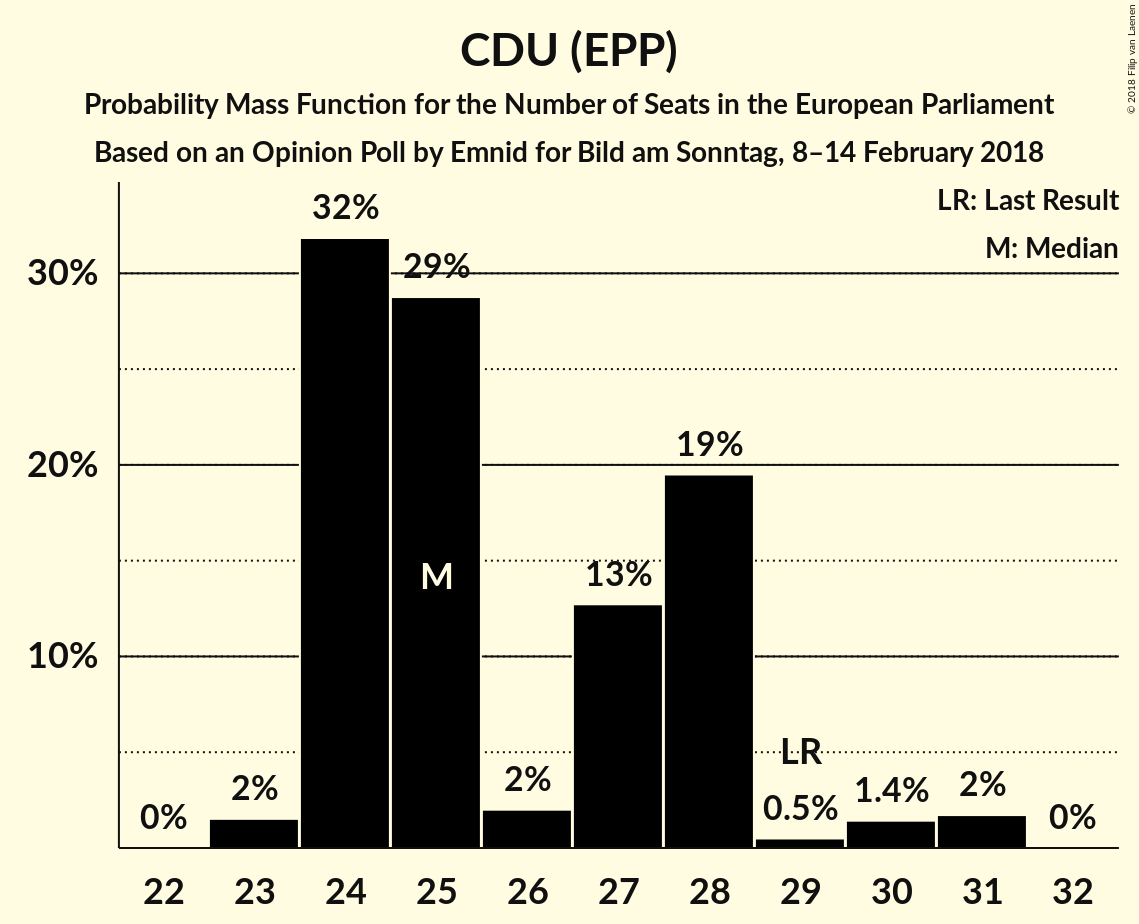 CDU (EPP)
Probability Mass Function for the Number of Seats in the European Parliament
Based on an Opinion Poll by Emnid for Bild am Sonntag, 8–14 February 2018
© 2018 Filip van Laenen
LR: Last Result
M: Median
30%
20%
10%
0%
2%
32%
29%
M
2%
13%
19%
LR
0.5%
1.4%
2%
0%
22 23 24 25 26 27 28 29 30 31 32